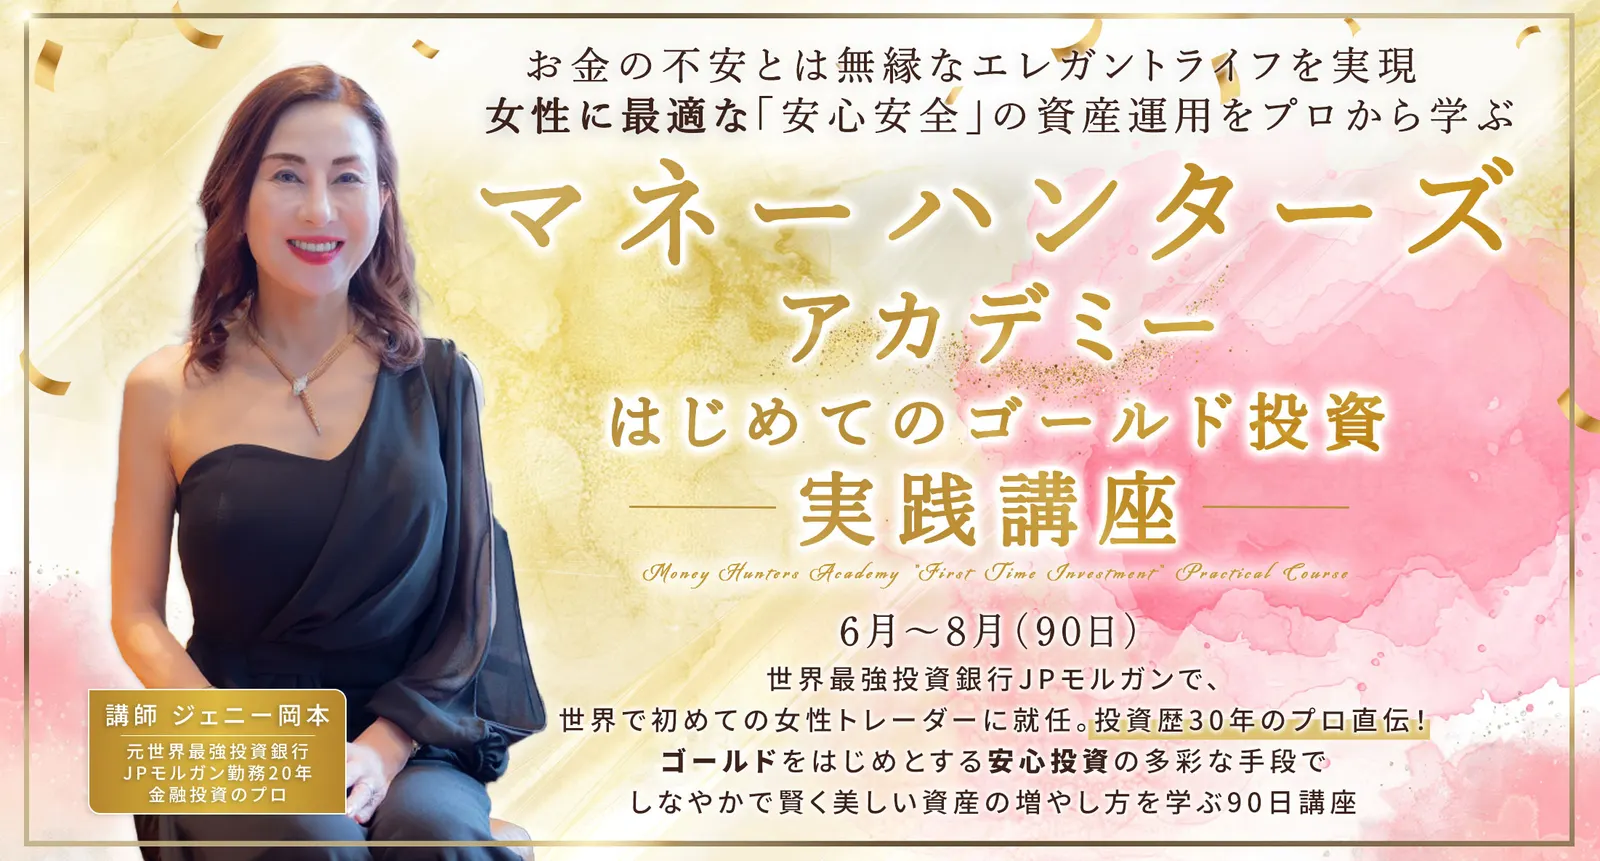 お金の不安とは無縁なエレガントライフを実現
女性に最適な「安心安全」の資産運用をプロから学ぶ
マネーハンターズ
アカデミー
はじめてのゴールド投資
実践講座
Money Hunters Academy "First Time Investment" Practical Course
6月〜8月（90日）
世界最強投資銀行JPモルガンで、
世界で初めての女性トレーダーに就任。投資歴30年のプロ直伝！
ゴールドをはじめとする安心投資の多彩な手段で
しなやかで賢く美しい資産の増やし方を学ぶ90日講座
講師 ジェニー岡本
元世界最強投資銀行
JPモルガン勤務20年
金融投資のプロ